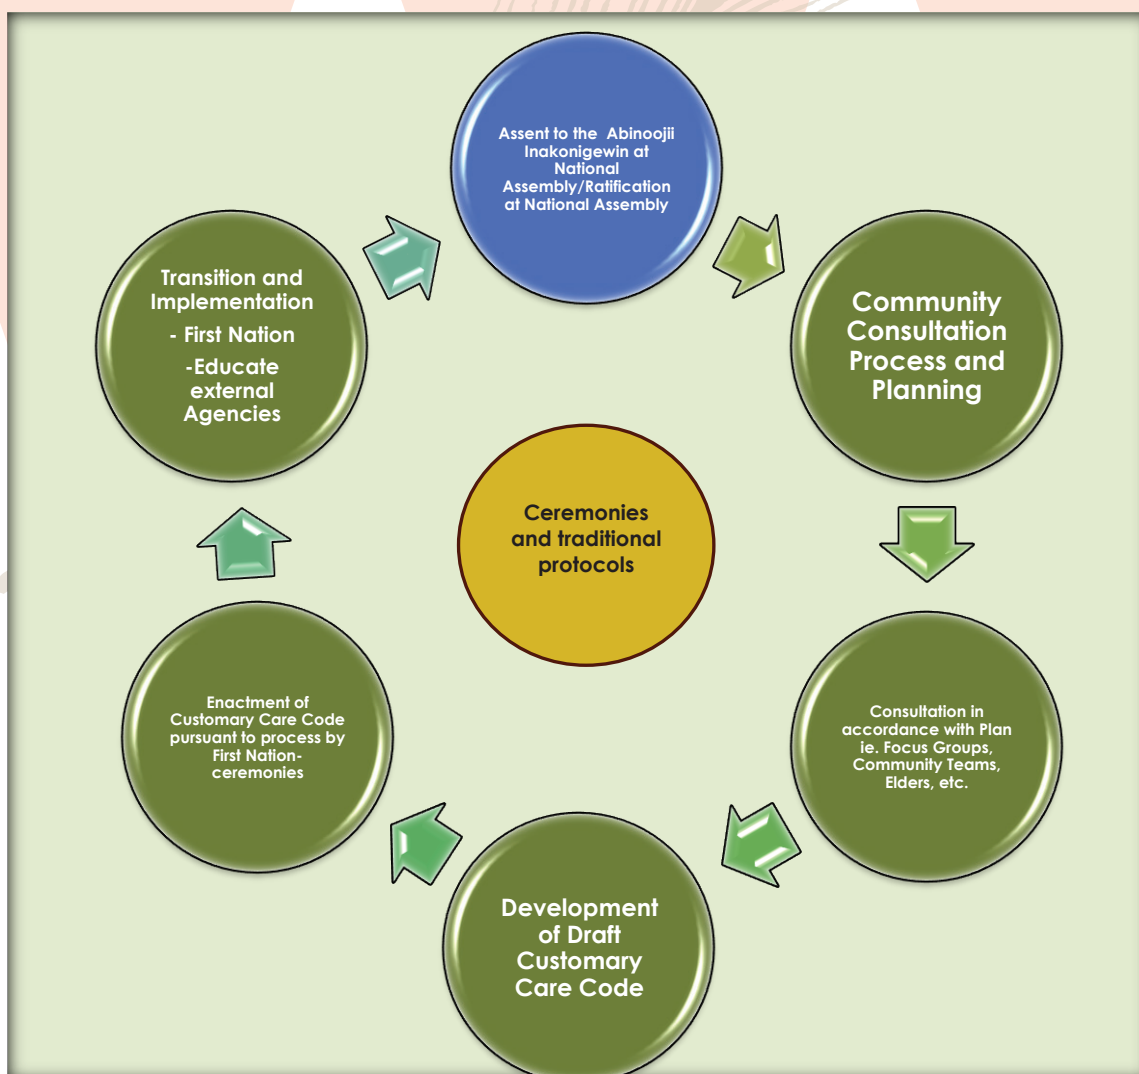 Assent to the Abinoojii
Inakonigewin at
National
Assembly/Ratification
at National Assembly
Community
Consultation
Process and
Planning
Consultation in
accordance with Plan
ie. Focus Groups,
Community Teams,
Elders, etc.
Development
of Draft
Customary
Care Code
Enactment of
Customary Care Code
pursuant to process by
First Nation-
ceremonies
Transition and
Implementation
- First Nation
-Educate
external
Agencies
Ceremonies
and traditional
protocols